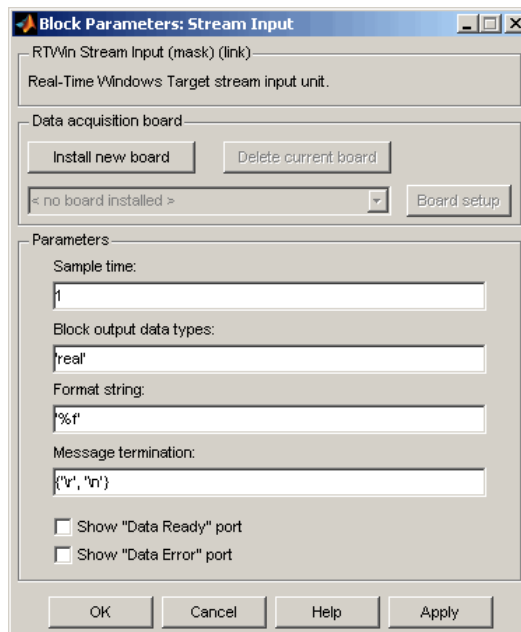 Block Parameters: Stream Input
RTWin Stream Input (mask) (link)
Real-Time Windows Target stream input unit.
Data acquisition board
Install new board Delete current board
< no board installed > Board setup
Parameters
Sample time:
1
Block output data types:
'real'
Format string:
'%f'
Message termination:
{'\r', '\n'}
Show "Data Ready" port
Show "Data Error" port
OK Cancel Help Apply